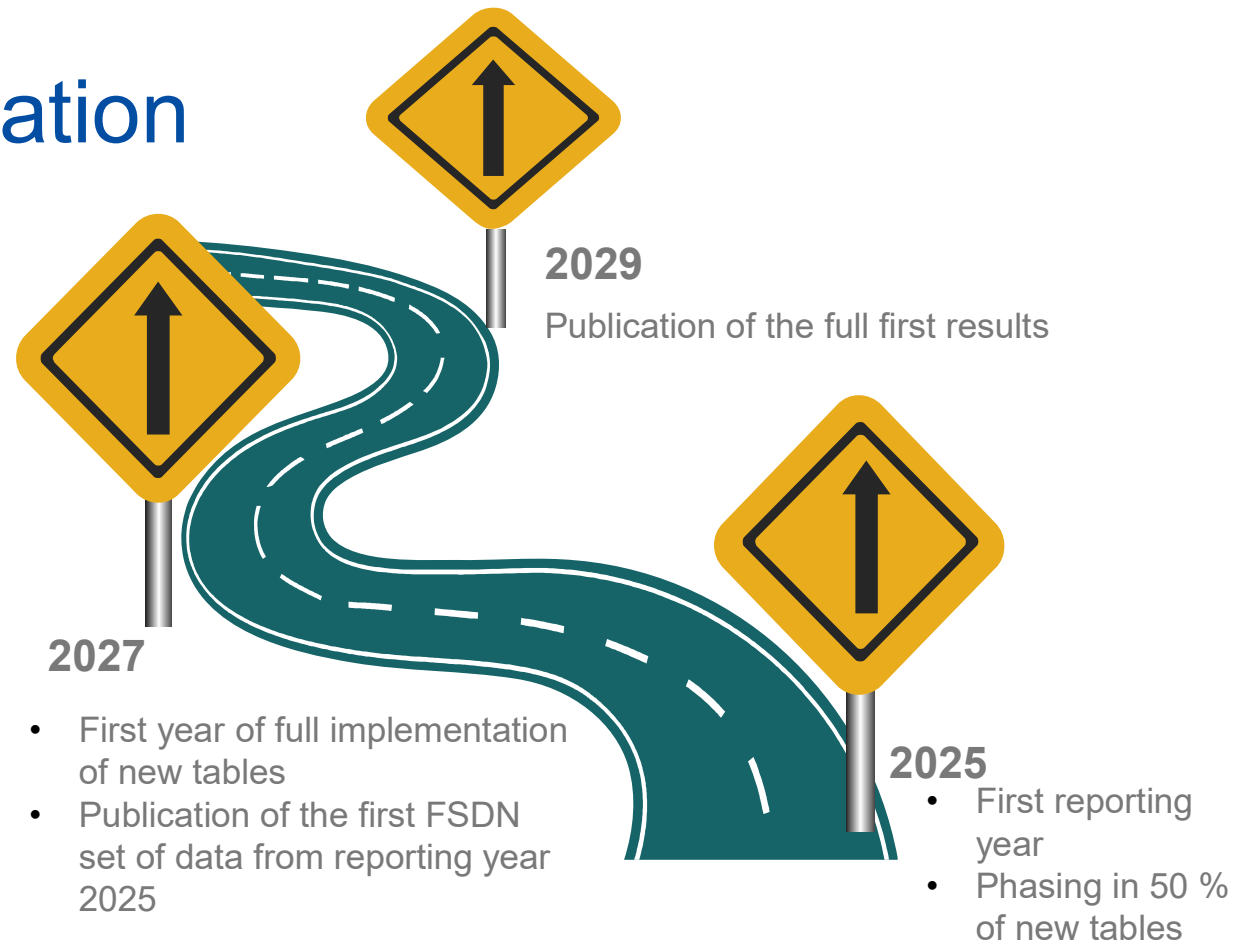 ation
2029
Publication of the full first results
2027
• First year of full implementation
of new tables
• Publication of the first FSDN
set of data from reporting year
2025
2025
• First reporting
year
• Phasing in 50 %
of new tables